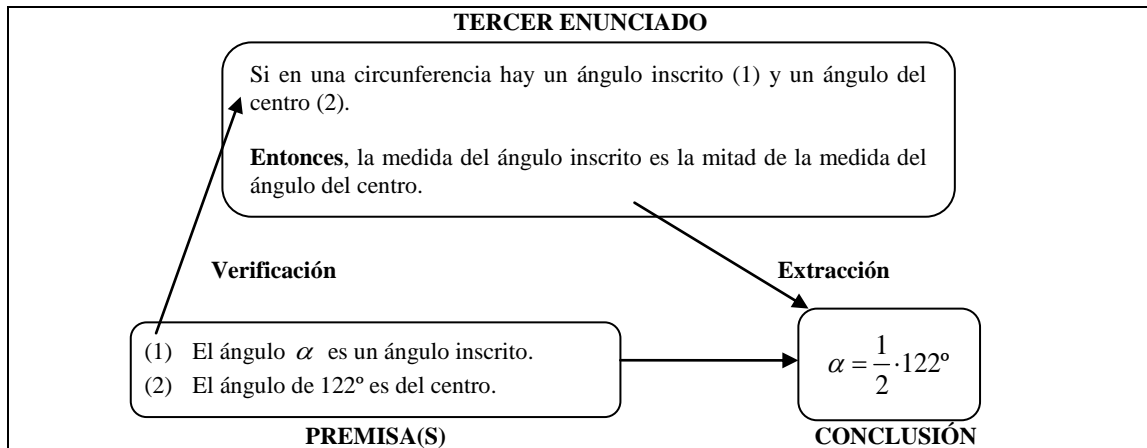 TERCER ENUNCIADO
Si en una circunferencia hay un ángulo inscrito (1) y un ángulo del
centro (2).
Entonces, la medida del ángulo inscrito es la mitad de la medida del
ángulo del centro.
Verificación
Extracción
(1) El ángulo α es un ángulo inscrito.
(2) El ángulo de 122º es del centro.
α = 1/2 · 122º
PREMISA(S)
CONCLUSIÓN